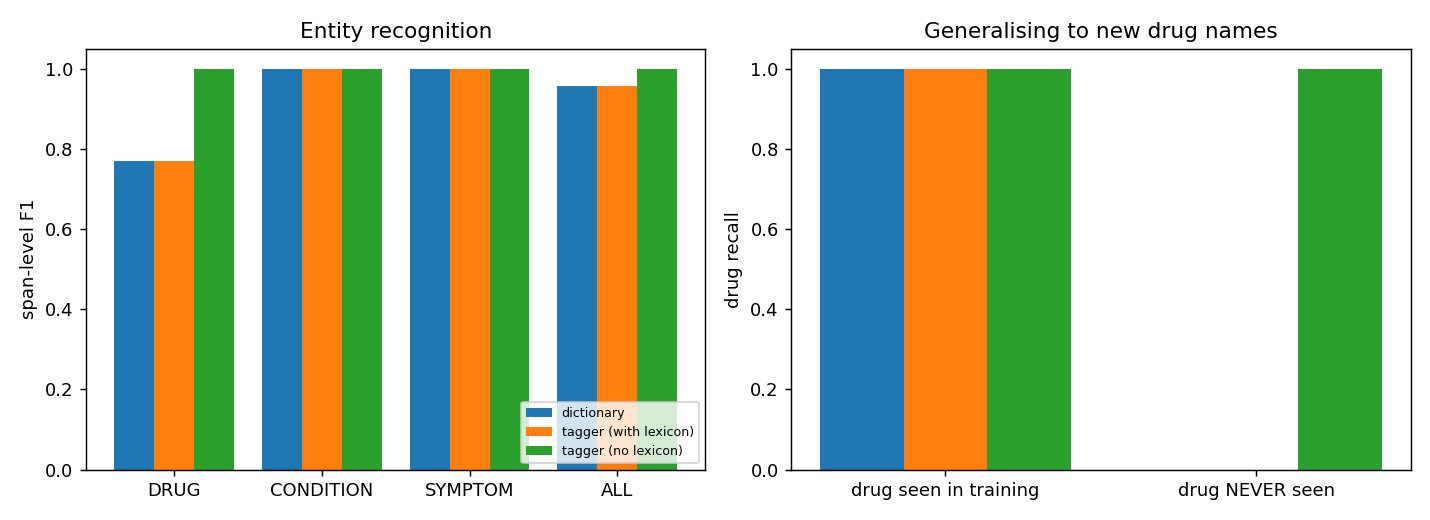 Entity recognition
span-level F1
1.0
0.8
0.6
0.4
0.2
0.0
DRUG CONDITION SYMPTOM ALL
dictionary
tagger (with lexicon)
tagger (no lexicon)
Generalising to new drug names
drug recall
1.0
0.8
0.6
0.4
0.2
0.0
drug seen in training drug NEVER seen